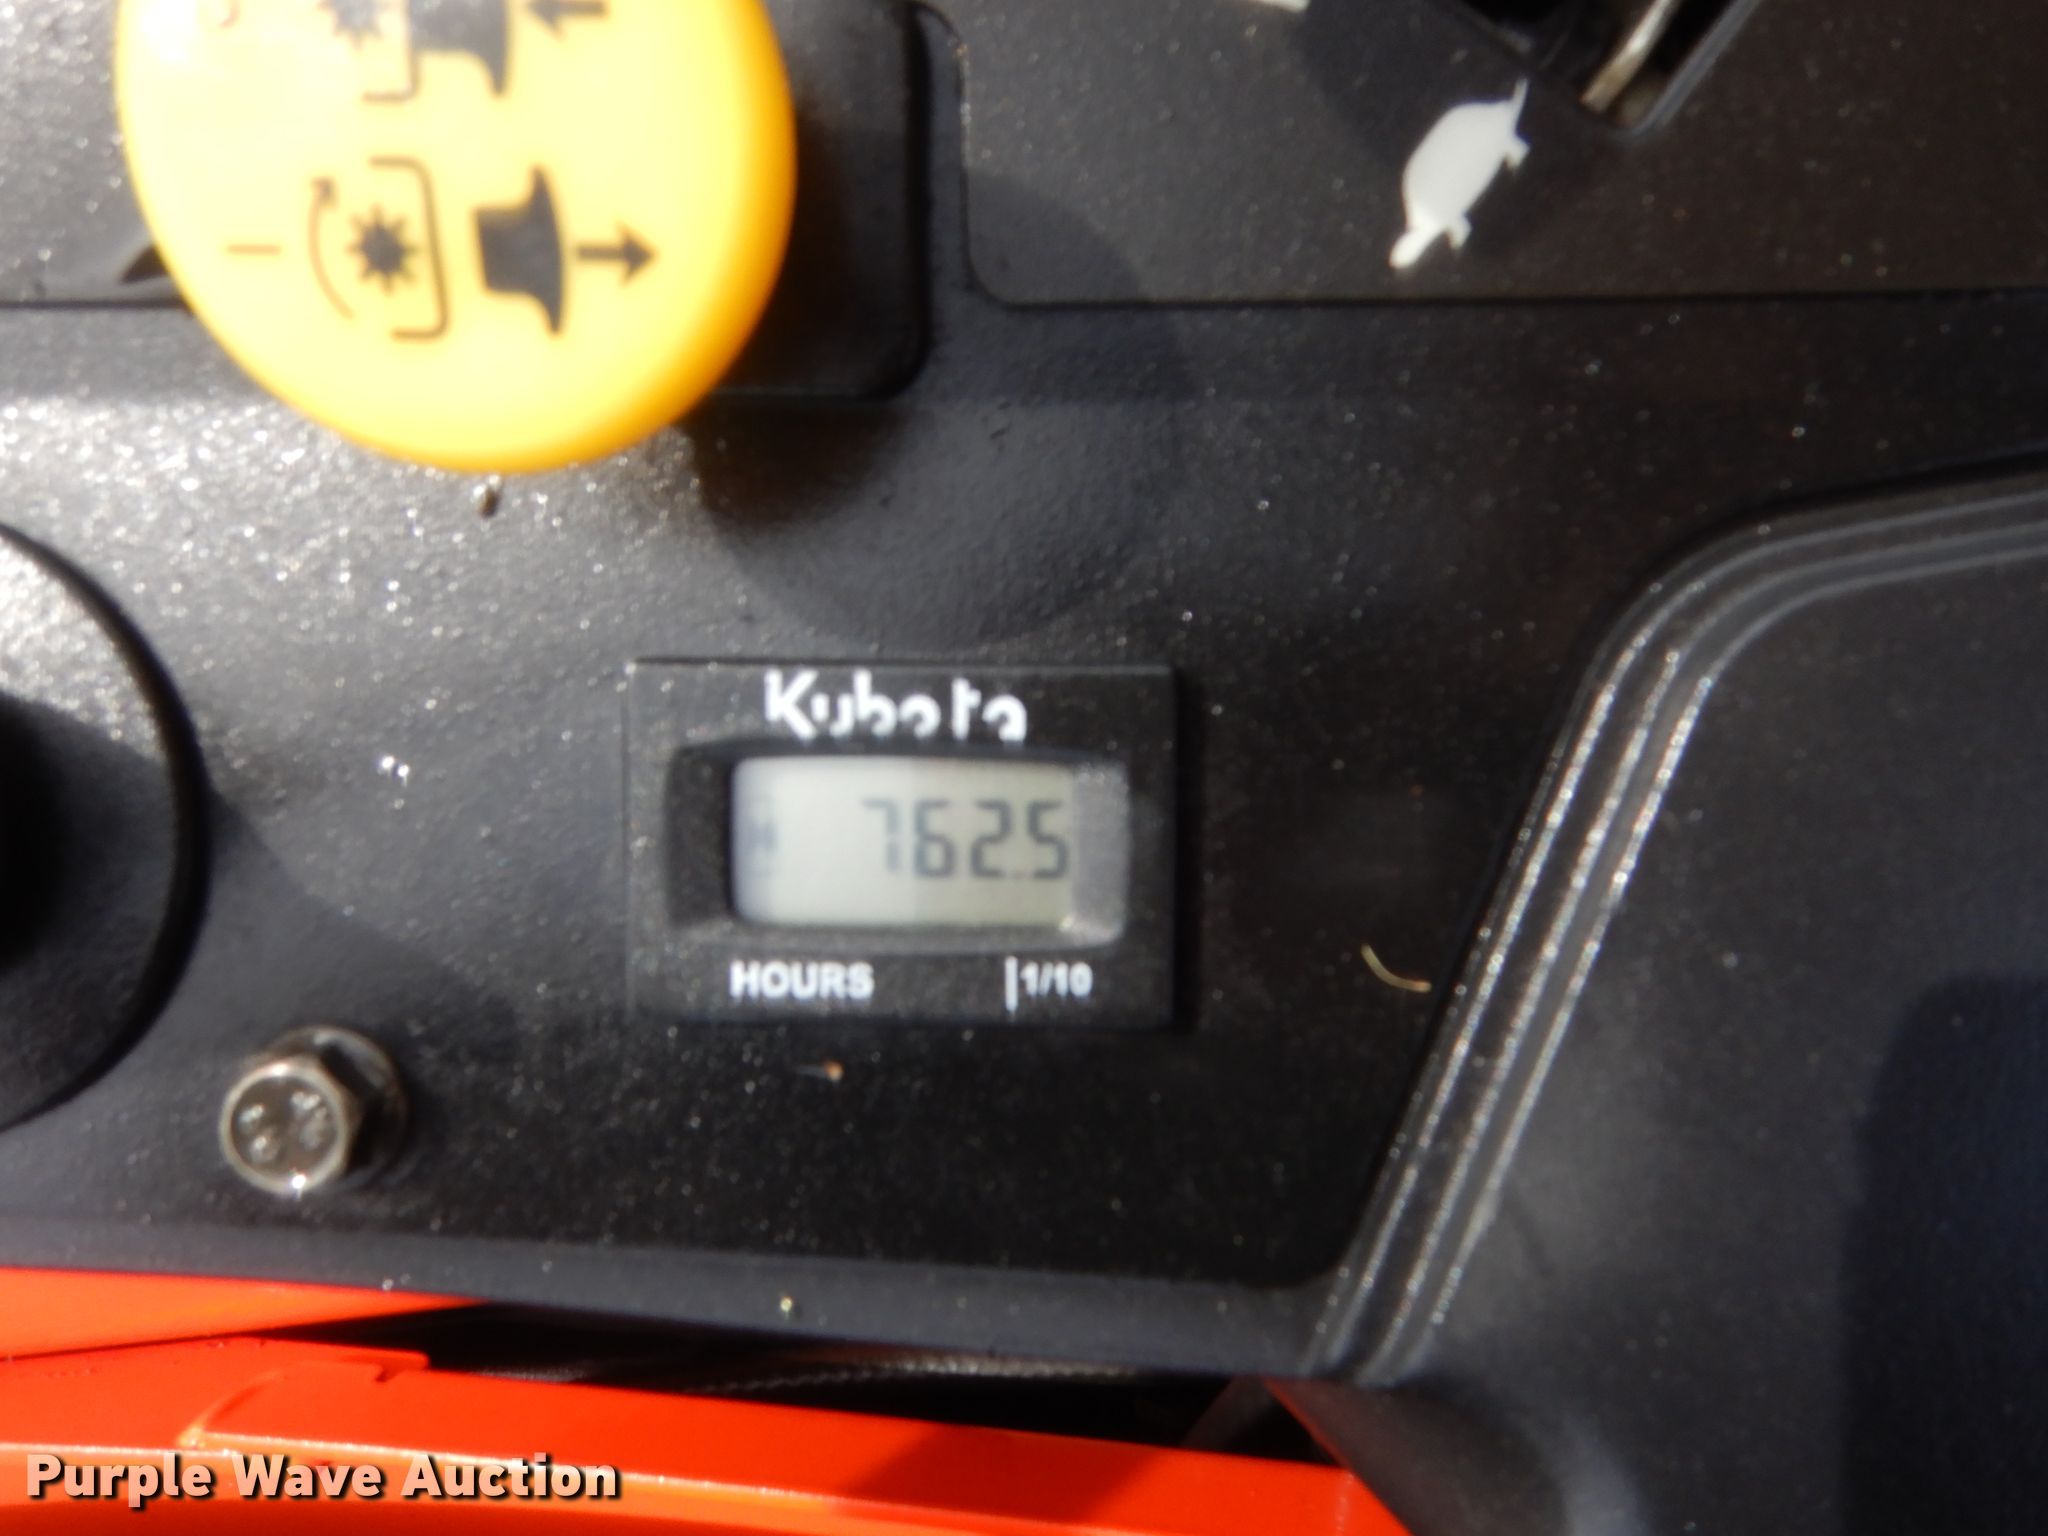 Kubota
762.5
HOURS 1/10
Purple Wave Auction